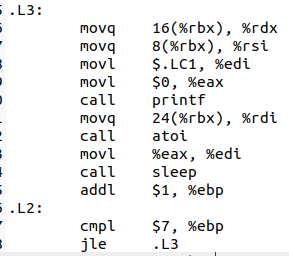 .L3:
movq 16(%rbx), %rdx
movq 8(%rbx), %rsi
movl $.LC1, %edi
movl $0, %eax
call printf
movq 24(%rbx), %rdi
call atoi
movl %eax, %edi
call sleep
addl $1, %ebp
.L2:
cmpl $7, %ebp
jle .L3